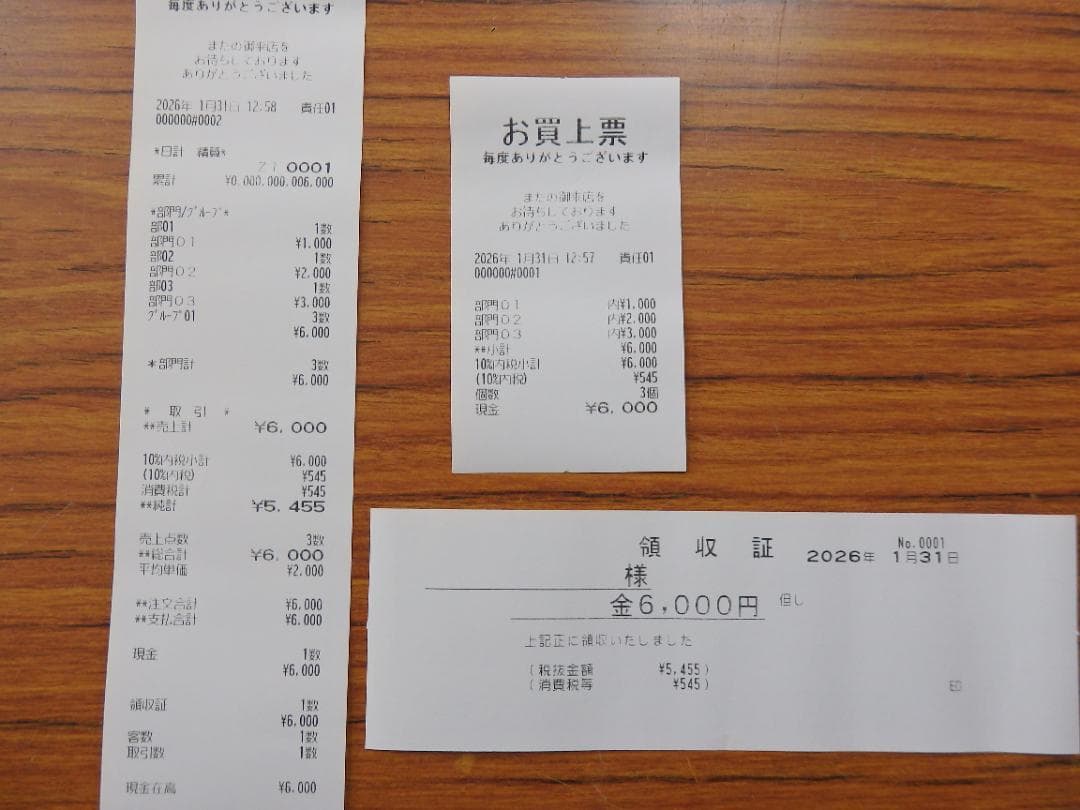 毎度ありがとうございます
またの御来店を
お待ちしております
ありがとうございました
2026年 1月31日 12:58 責任01
000000#0002
*日計 精算*
Z1 0001
累計 ¥0,000,000,006,000
*部門/グループ*
部01 1数
部門01 ¥1,000
部02 1数
部門02 ¥2,000
部03 1数
部門03 ¥3,000
グループ01 3数
¥6,000
*部門計 3数
¥6,000
* 取引 *
**売上計 ¥6,000
10%内税小計 ¥6,000
(10%内税) ¥545
消費税計 ¥545
**純計 ¥5,455
売上点数 3数
**総合計 ¥6,000
平均単価 ¥2,000
**注文合計 ¥6,000
**支払合計 ¥6,000
現金 1数
¥6,000
領収証 1数
¥6,000
客数 1数
取引数 1数
現金在高 ¥6,000
お買上票
毎度ありがとうございます
またの御来店を
お待ちしております
ありがとうございました
2026年 1月31日 12:57 責任01
000000#0001
部門01 内¥1,000
部門02 内¥2,000
部門03 内¥3,000
**小計 ¥6,000
10%内税小計 ¥6,000
(10%内税) ¥545
個数 3個
現金 ¥6,000
領収証 No.0001
2026年 1月31日
様
金6,000円 但し
上記正に領収いたしました
(税抜金額 ¥5,455)
(消費税等 ¥545) 印